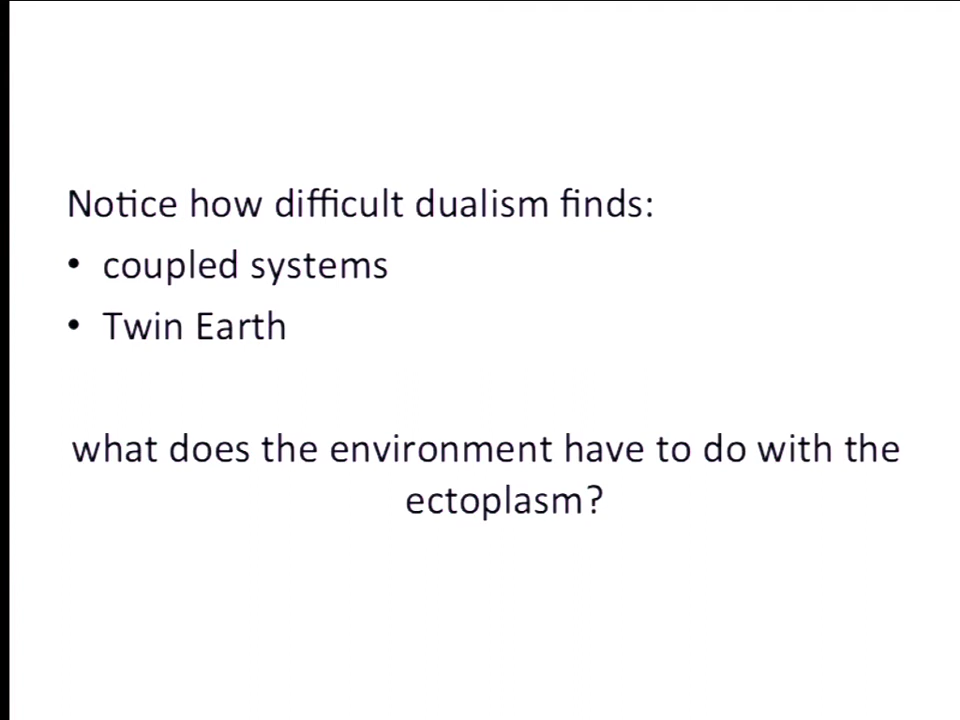 Notice how difficult dualism finds:
• coupled systems
• Twin Earth
what does the environment have to do with the
ectoplasm?